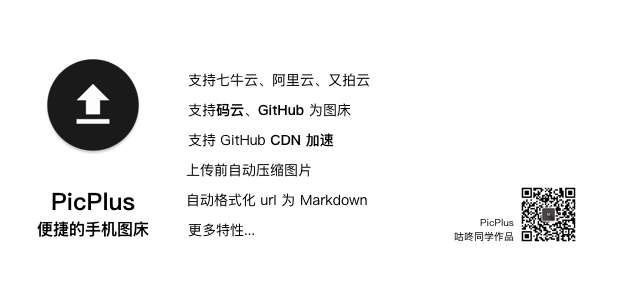 支持七牛云、阿里云、又拍云
支持码云、GitHub 为图床
支持 GitHub CDN 加速
上传前自动压缩图片
自动格式化 url 为 Markdown
更多特性...
PicPlus
便捷的手机图床
PicPlus
咕咚同学作品